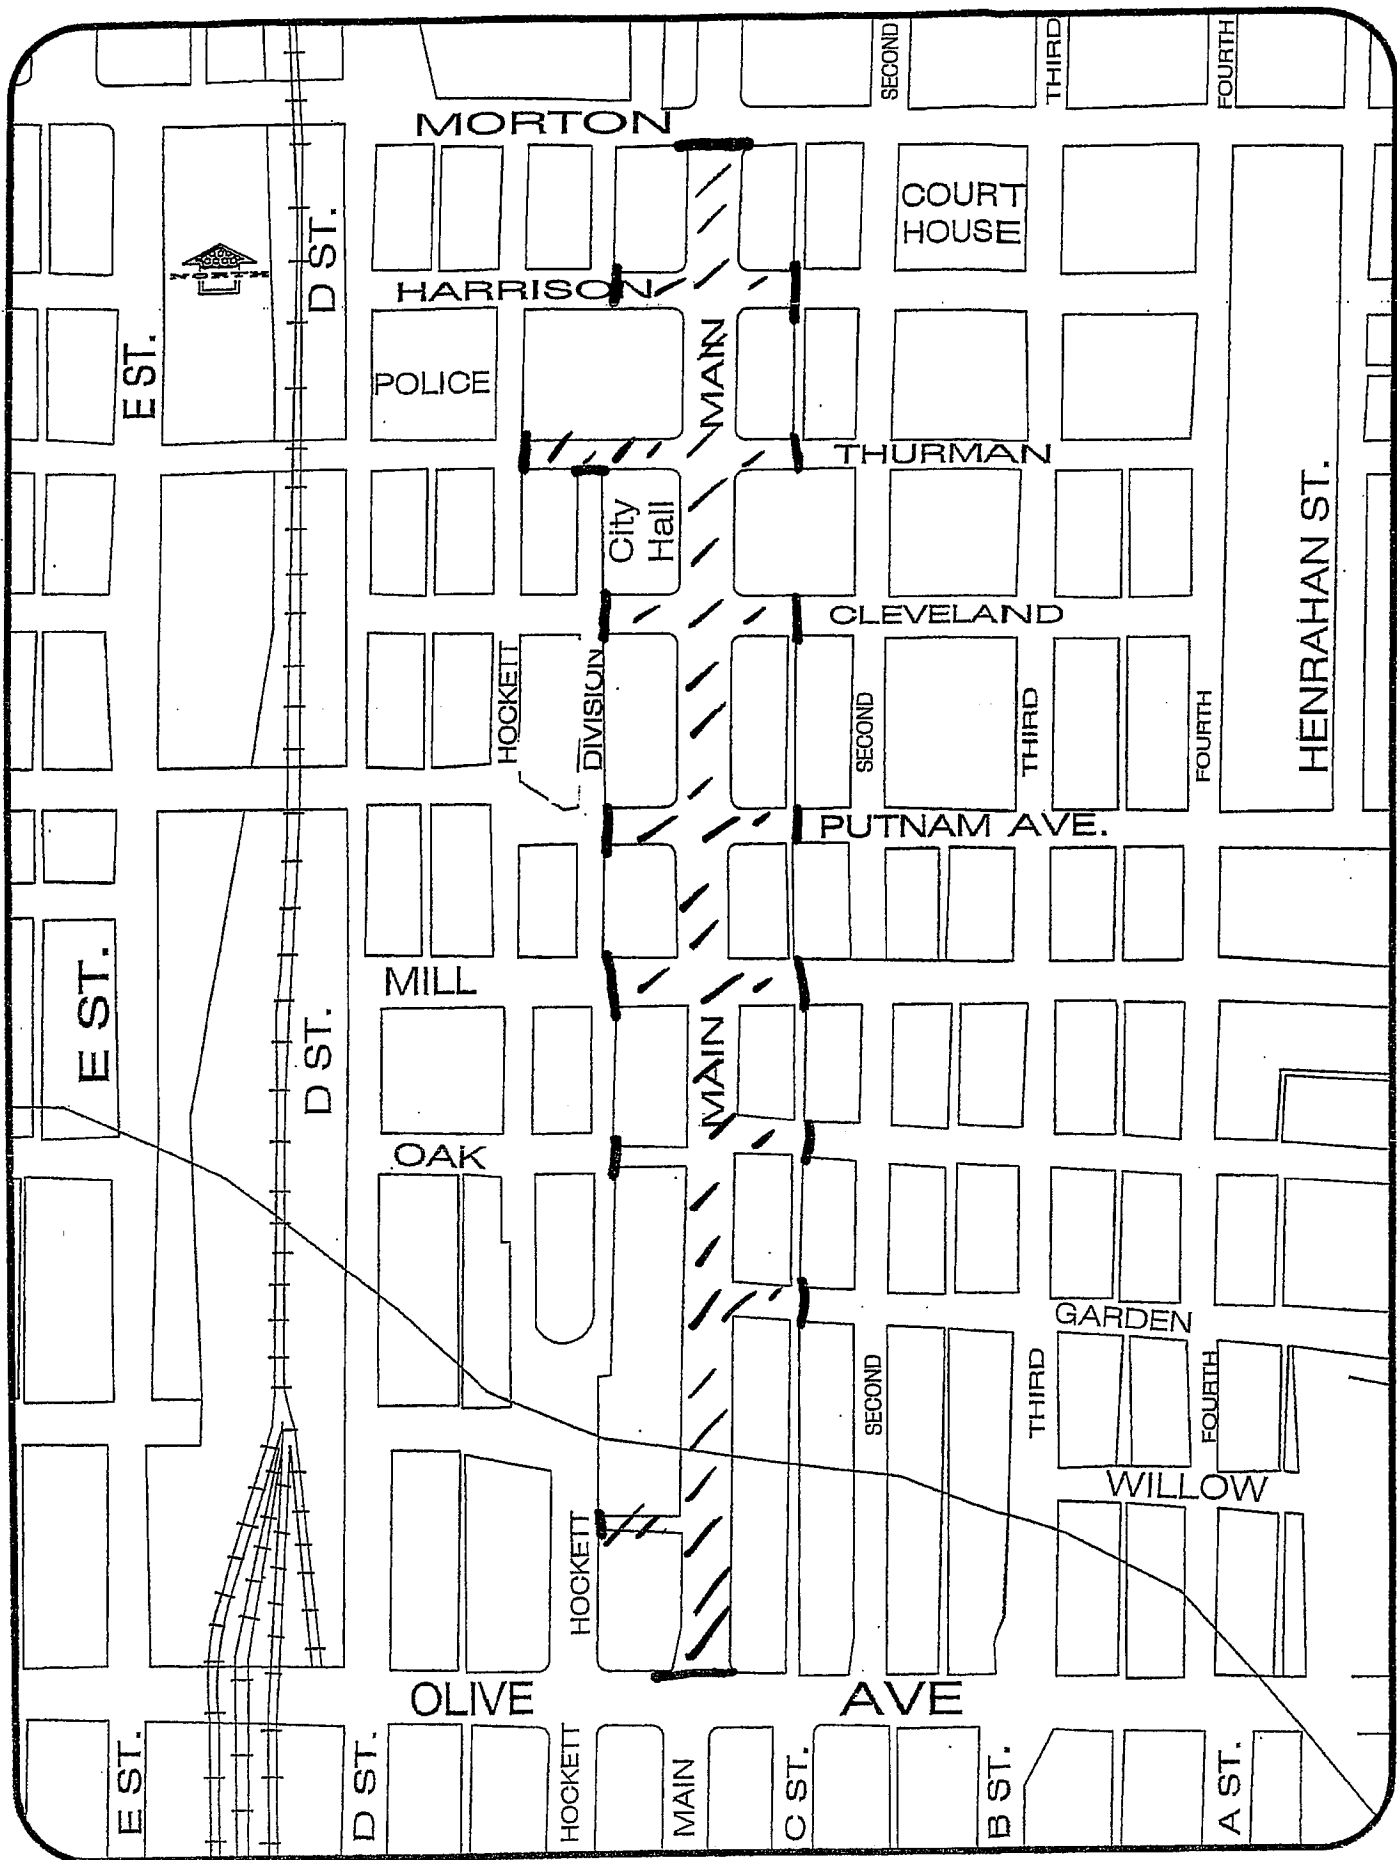 SECOND
THIRD
FOURTH
MORTON
COURT
HOUSE
NORTH
D ST.
HARRISON
E ST.
MAIN
POLICE
THURMAN
City
Hall
HENRAHAN ST.
CLEVELAND
HOCKETT
DIVISION
SECOND
THIRD
FOURTH
PUTNAM AVE.
E ST.
MILL
D ST.
MAIN
OAK
GARDEN
SECOND
THIRD
FOURTH
WILLOW
HOCKETT
OLIVE
AVE
E ST.
D ST.
HOCKETT
MAIN
C ST.
B ST.
A ST.